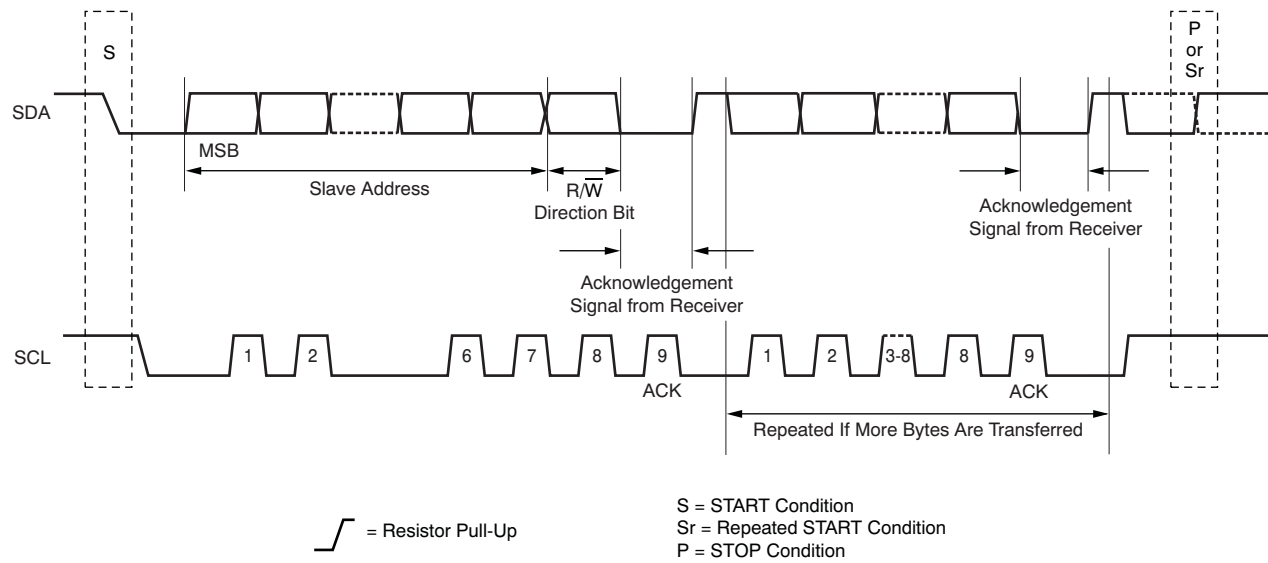 S
P
or
Sr
SDA
MSB
Slave Address
R/W̅
Direction Bit
Acknowledgement
Signal from Receiver
Acknowledgement
Signal from Receiver
SCL
1 2 6 7 8 9 1 2 3-8 8 9
ACK ACK
Repeated If More Bytes Are Transferred
= Resistor Pull-Up
S = START Condition
Sr = Repeated START Condition
P = STOP Condition